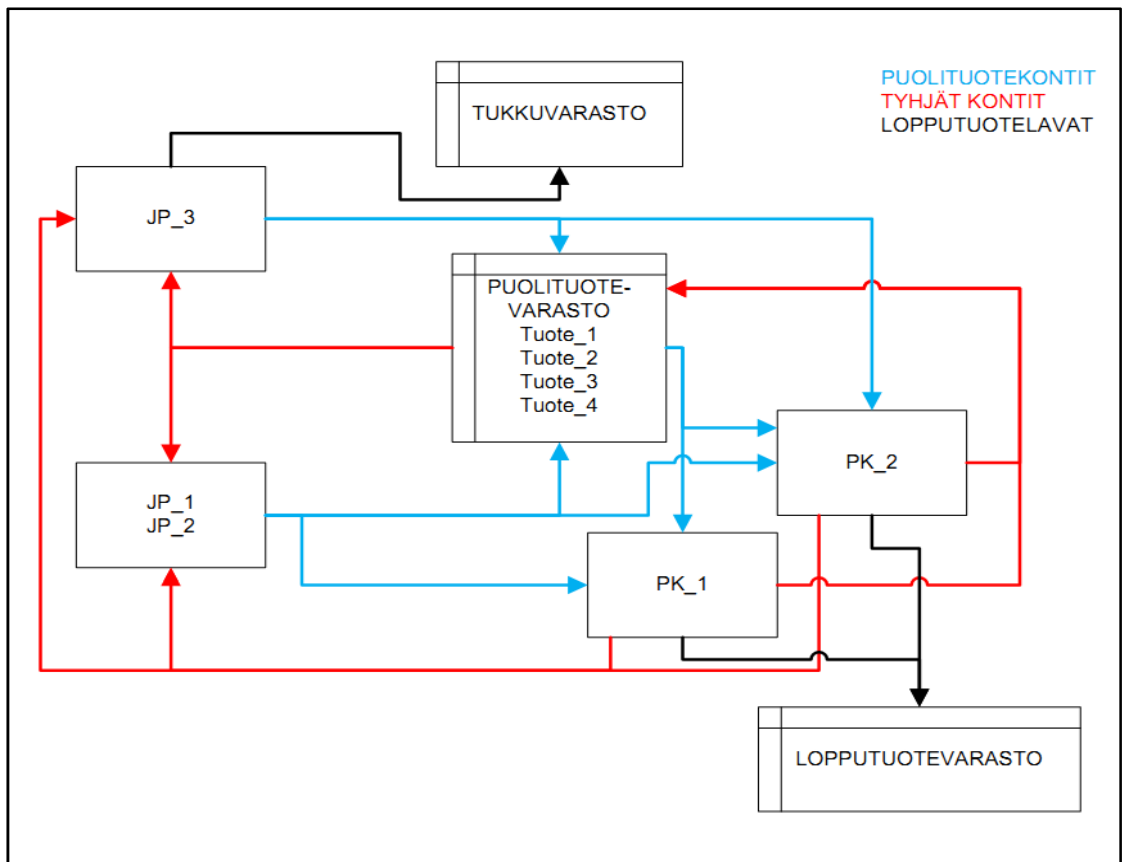 PUOLITUOTEKONTIT
TYHJÄT KONTIT
LOPPUTUOTELAVAT
TUKKUVARASTO
JP_3
PUOLITUOTE-
VARASTO
Tuote_1
Tuote_2
Tuote_3
Tuote_4
PK_2
JP_1
JP_2
PK_1
LOPPUTUOTEVARASTO